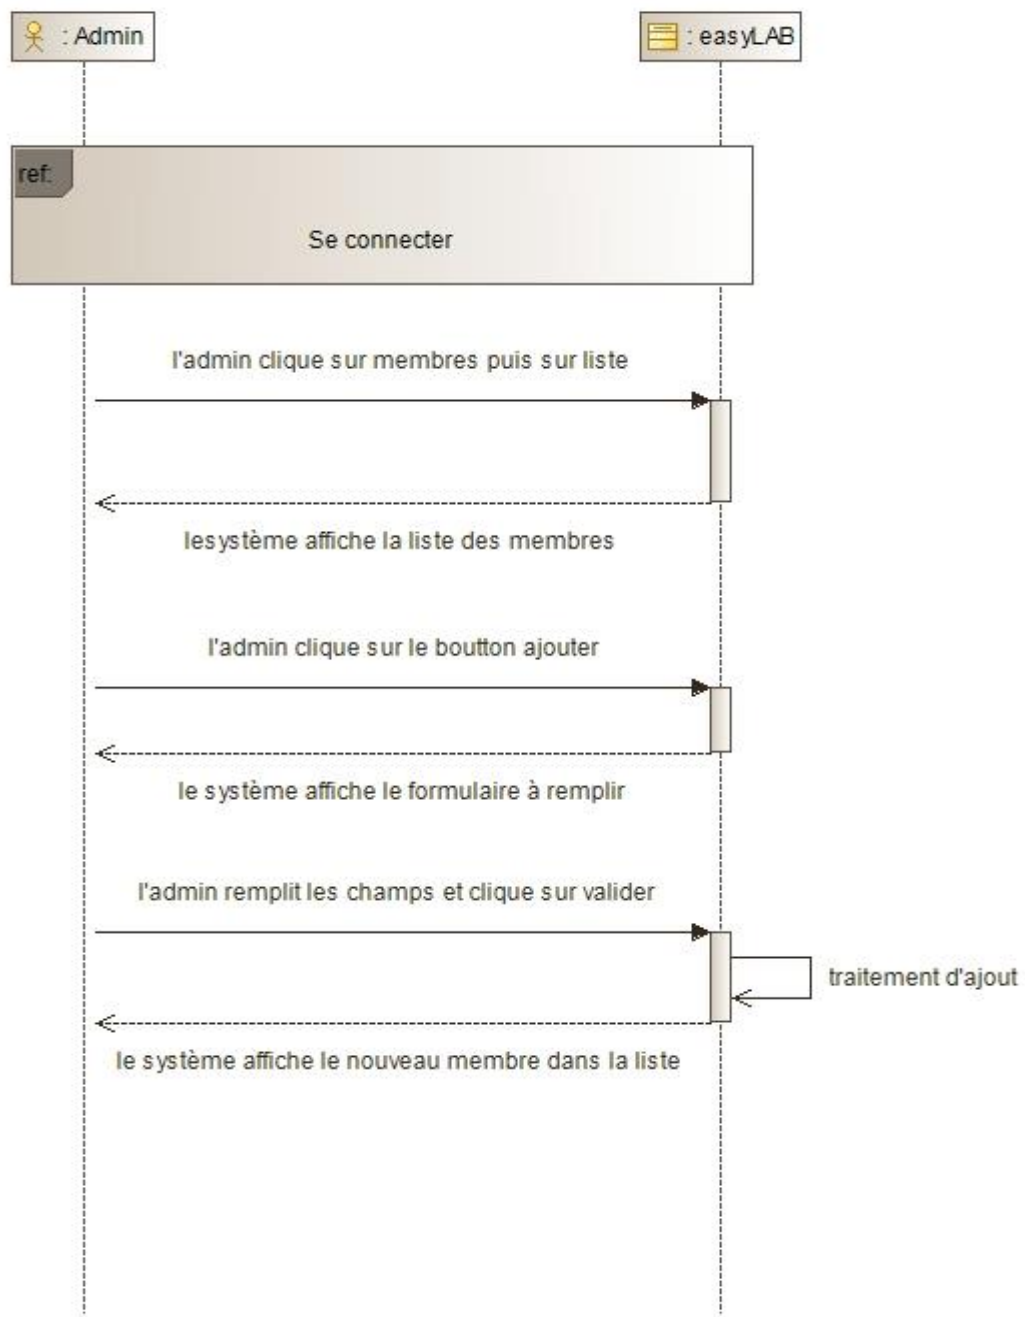 : Admin
: easyLAB
ref:
Se connecter
l'admin clique sur membres puis sur liste
lesystème affiche la liste des membres
l'admin clique sur le boutton ajouter
le système affiche le formulaire à remplir
l'admin remplit les champs et clique sur valider
traitement d'ajout
le système affiche le nouveau membre dans la liste